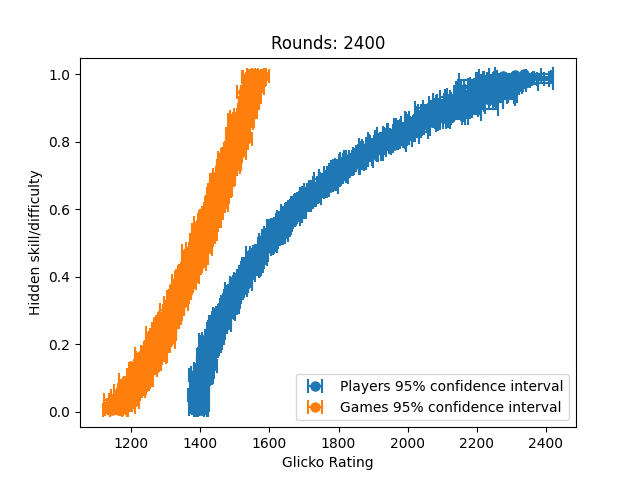 Rounds: 2400
Hidden skill/difficulty
1.0
0.8
0.6
0.4
0.2
0.0
Players 95% confidence interval
Games 95% confidence interval
1200 1400 1600 1800 2000 2200 2400
Glicko Rating